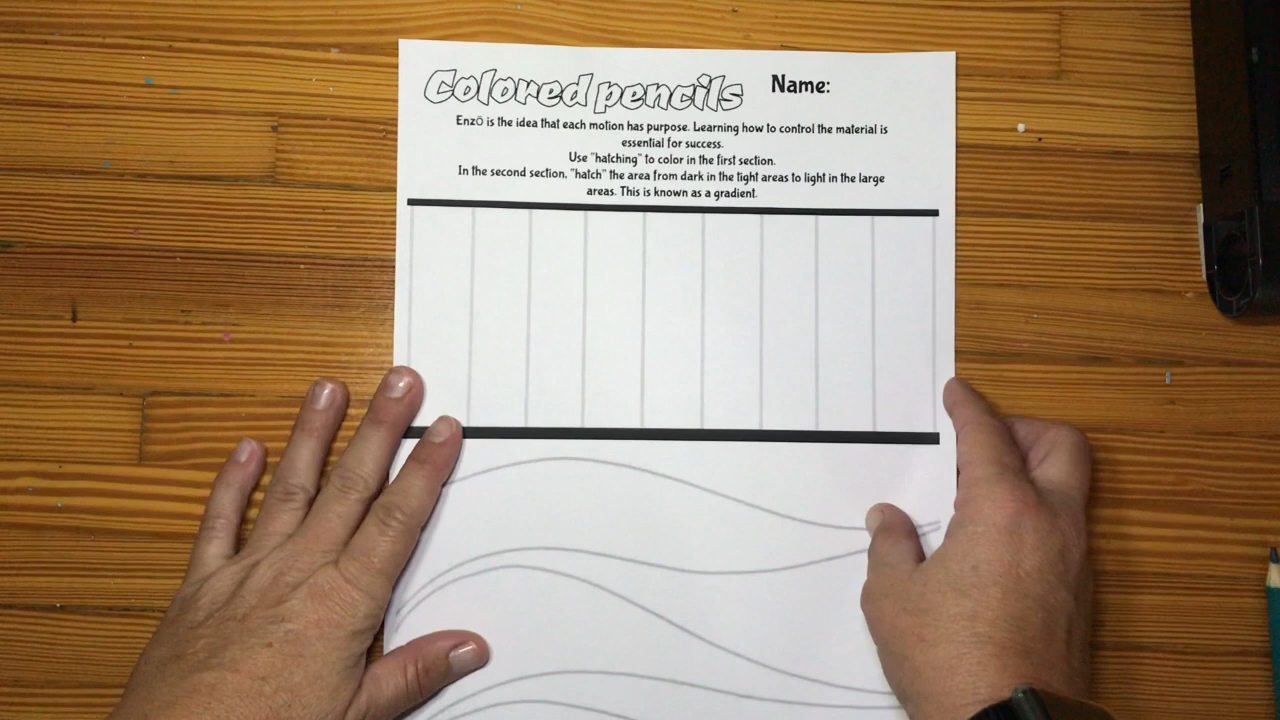 Colored pencils
Name:
Enzō is the idea that each motion has purpose. Learning how to control the material is
essential for success.
Use "hatching" to color in the first section.
In the second section, "hatch" the area from dark in the tight areas to light in the large
areas. This is known as a gradient.